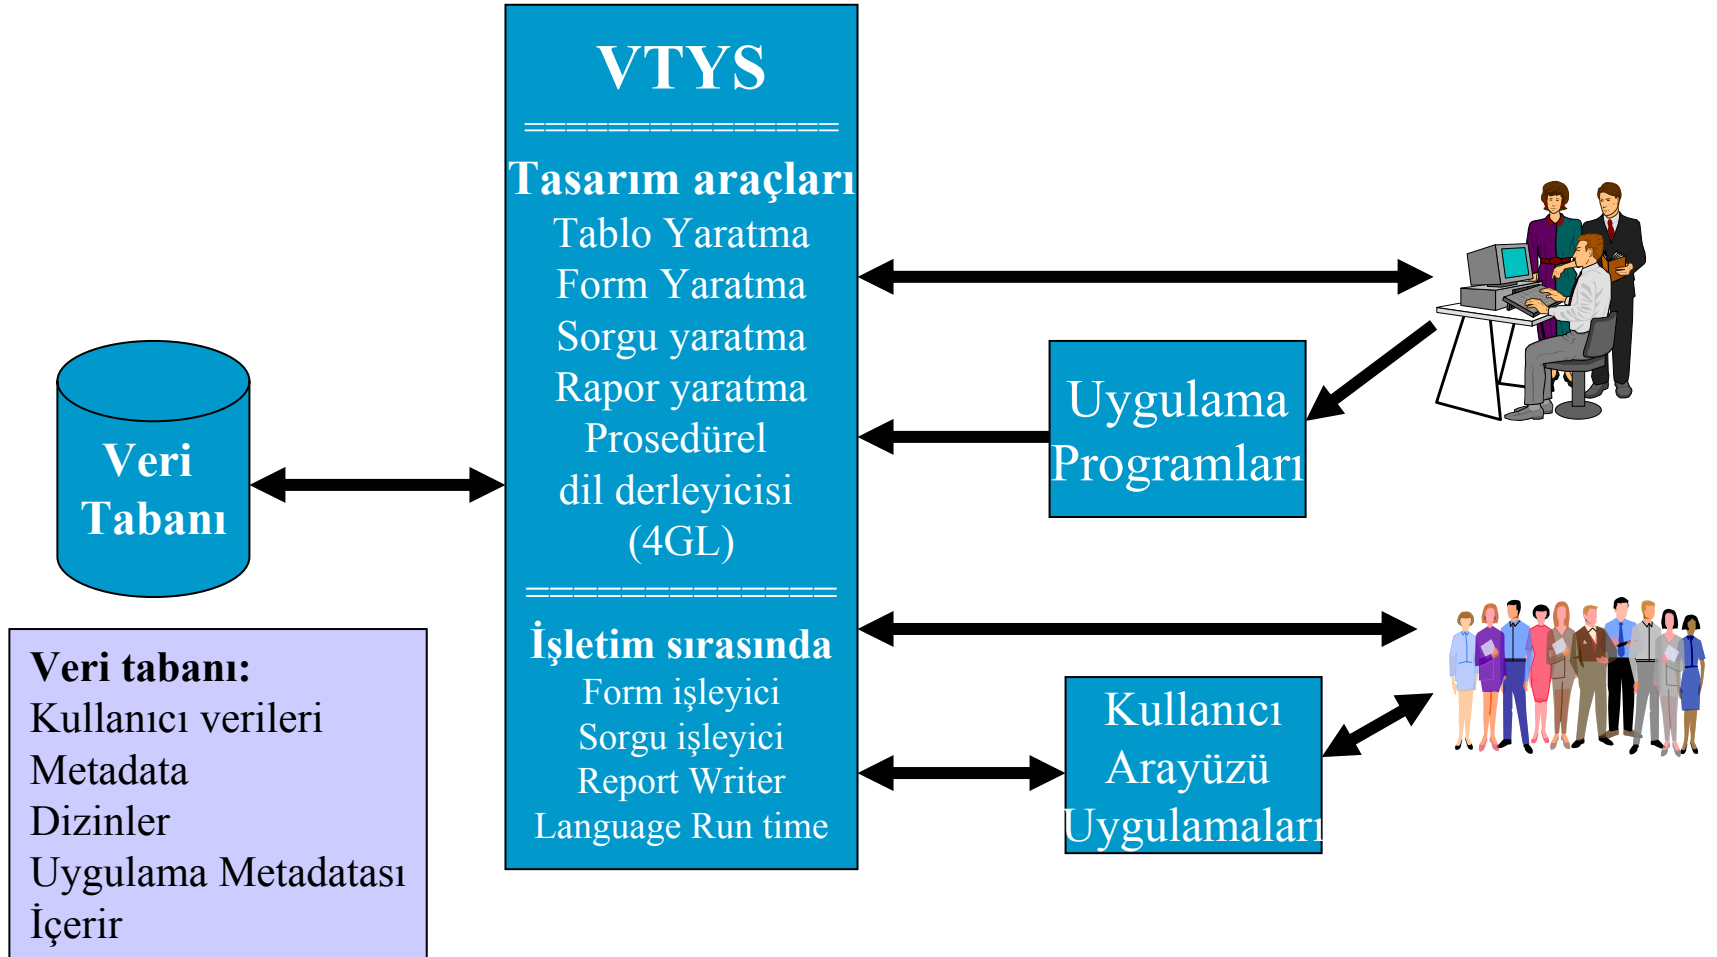 VTYS
===============
Tasarım araçları
Tablo Yaratma
Form Yaratma
Sorgu yaratma
Rapor yaratma
Prosedürel
dil derleyicisi
(4GL)
===============
İşletim sırasında
Form işleyici
Sorgu işleyici
Report Writer
Language Run time
Veri
Tabanı
Veri tabanı:
Kullanıcı verileri
Metadata
Dizinler
Uygulama Metadatası
İçerir
Uygulama
Programları
Kullanıcı
Arayüzü
Uygulamaları